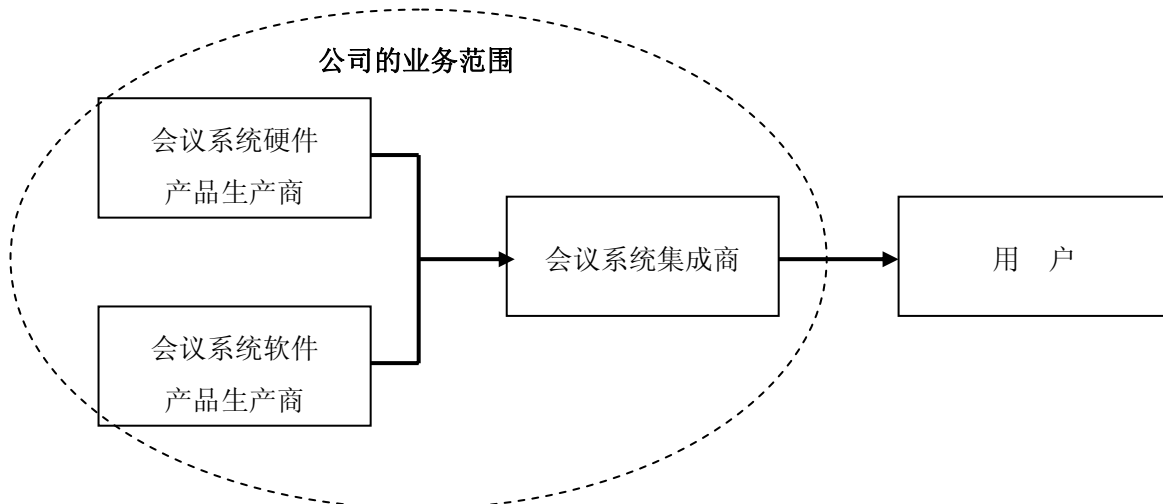 公司的业务范围
会议系统硬件
产品生产商
会议系统集成商
用 户
会议系统软件
产品生产商